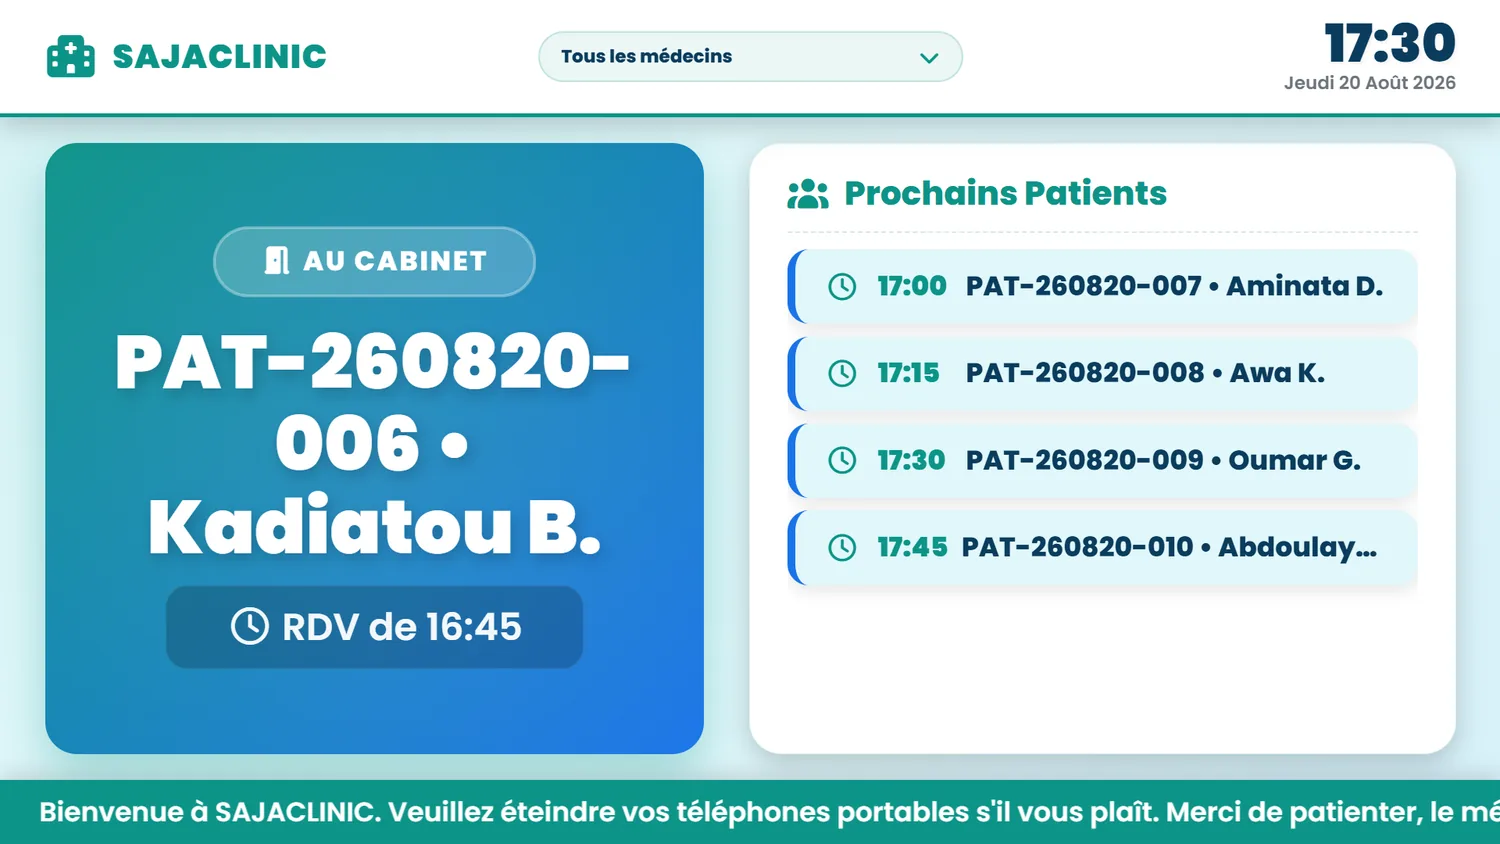 SAJACLINIC
Tous les médecins
17:30
Jeudi 20 Août 2026
AU CABINET
PAT-260820-
006 •
Kadiatou B.
RDV de 16:45
Prochains Patients
17:00 PAT-260820-007 • Aminata D.
17:15 PAT-260820-008 • Awa K.
17:30 PAT-260820-009 • Oumar G.
17:45 PAT-260820-010 • Abdoulay...
Bienvenue à SAJACLINIC. Veuillez éteindre vos téléphones portables s'il vous plaît. Merci de patienter, le mé